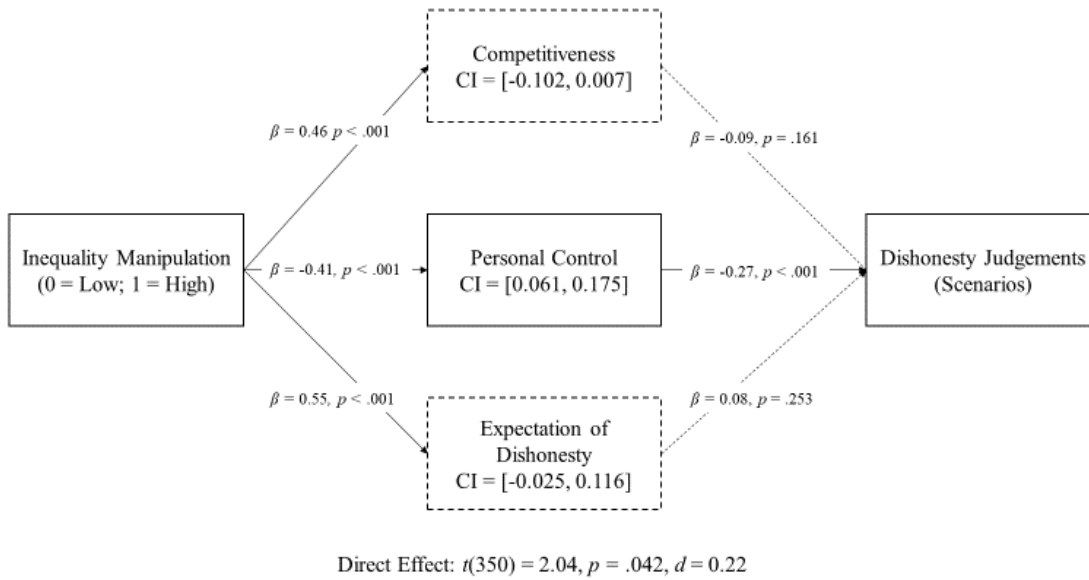 Competitiveness
CI = [-0.102, 0.007]
β = 0.46 p < .001
β = -0.09, p = .161
Inequality Manipulation
(0 = Low; 1 = High)
β = -0.41, p < .001
Personal Control
CI = [0.061, 0.175]
β = -0.27, p < .001
Dishonesty Judgements
(Scenarios)
β = 0.55, p < .001
β = 0.08, p = .253
Expectation of
Dishonesty
CI = [-0.025, 0.116]
Direct Effect: t(350) = 2.04, p = .042, d = 0.22